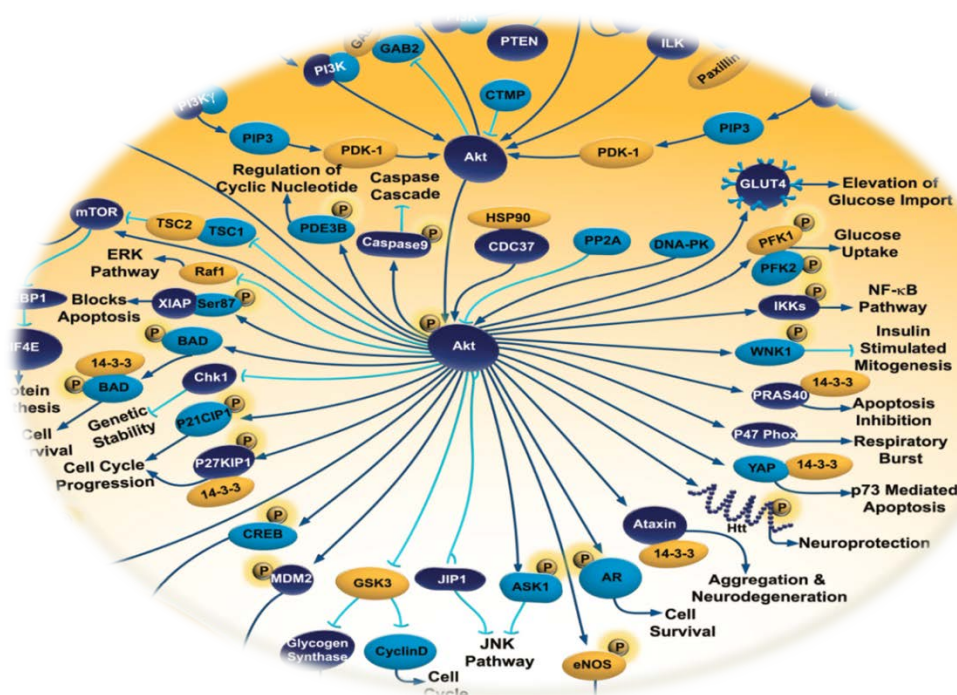 PTEN
ILK
GAB2
PI3K
Paxillin
CTMP
PIP3
PDK-1
Akt
PDK-1
PIP3
Regulation of
Cyclic Nucleotide
Caspase
Cascade
GLUT4
Elevation of
Glucose Import
mTOR
TSC2
TSC1
PDE3B
P
Caspase9
P
HSP90
CDC37
PP2A
DNA-PK
PFK1
P
PFK2
P
Glucose
Uptake
ERK
Pathway
Raf1
BP1
Blocks
Apoptosis
XIAP
Ser87
P
IKKs
P
NF-κB
Pathway
P
Akt
BAD
P
WNK1
P
Insulin
Stimulated
Mitogenesis
14-3-3
BAD
P
Chk1
Genetic
Stability
PRAS40
14-3-3
Apoptosis
Inhibition
Cell
P21CIP1
P
P47 Phox
Respiratory
Burst
Cell Cycle
Progression
P27KIP1
P
14-3-3
YAP
14-3-3
p73 Mediated
Apoptosis
Htt
P
Neuroprotection
CREB
P
Ataxin
14-3-3
Aggregation &
Neurodegeneration
MDM2
P
GSK3
JIP1
ASK1
P
AR
P
Cell
Survival
Glycogen
Synthase
CyclinD
JNK
Pathway
eNOS
P
Cell
Cycle